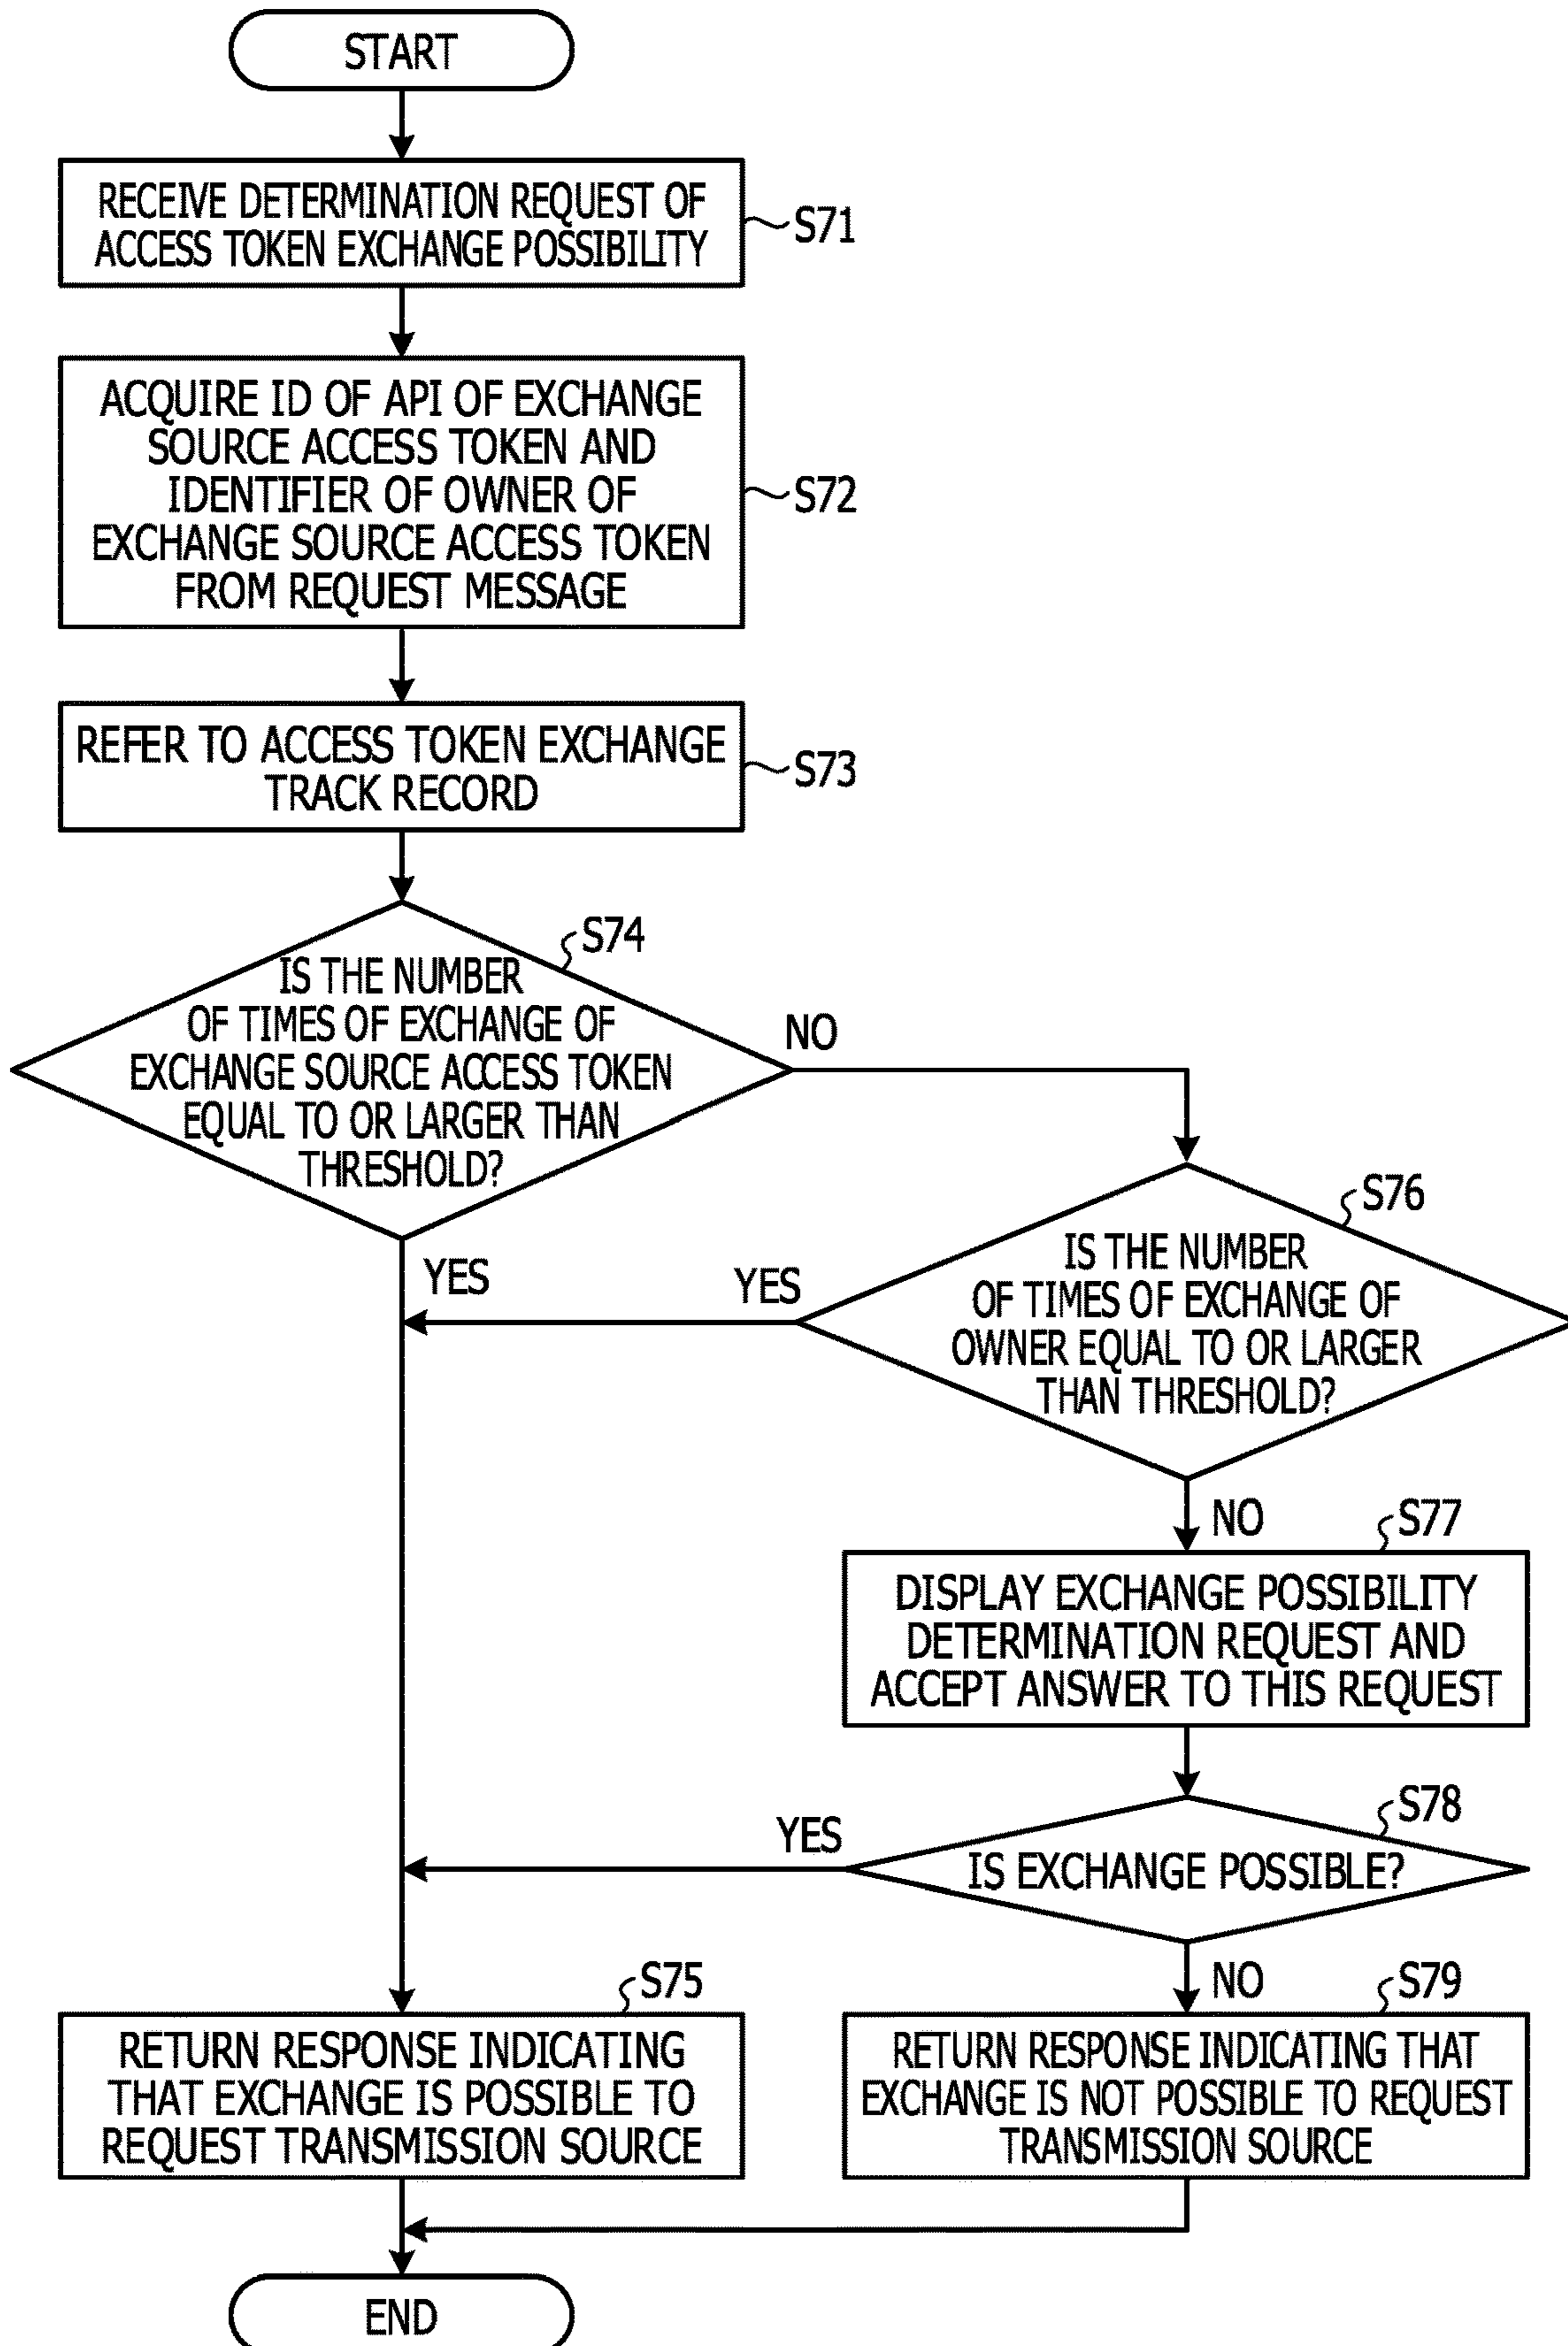 START
RECEIVE DETERMINATION REQUEST OF
ACCESS TOKEN EXCHANGE POSSIBILITY
S71
ACQUIRE ID OF API OF EXCHANGE
SOURCE ACCESS TOKEN AND
IDENTIFIER OF OWNER OF
EXCHANGE SOURCE ACCESS TOKEN
FROM REQUEST MESSAGE
S72
REFER TO ACCESS TOKEN EXCHANGE
TRACK RECORD
S73
S74
IS THE NUMBER
OF TIMES OF EXCHANGE OF
EXCHANGE SOURCE ACCESS TOKEN
EQUAL TO OR LARGER THAN
THRESHOLD?
NO
YES
S76
IS THE NUMBER
OF TIMES OF EXCHANGE OF
OWNER EQUAL TO OR LARGER
THAN THRESHOLD?
YES
NO
S77
DISPLAY EXCHANGE POSSIBILITY
DETERMINATION REQUEST AND
ACCEPT ANSWER TO THIS REQUEST
S78
IS EXCHANGE POSSIBLE?
YES
NO
S75
RETURN RESPONSE INDICATING
THAT EXCHANGE IS POSSIBLE TO
REQUEST TRANSMISSION SOURCE
S79
RETURN RESPONSE INDICATING THAT
EXCHANGE IS NOT POSSIBLE TO REQUEST
TRANSMISSION SOURCE
END